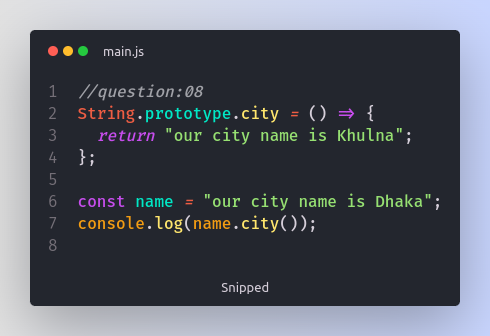 main.js
1 //question:08
2 String.prototype.city = () => {
3   return "our city name is Khulna";
4 };
5
6 const name = "our city name is Dhaka";
7 console.log(name.city());
8
Snipped